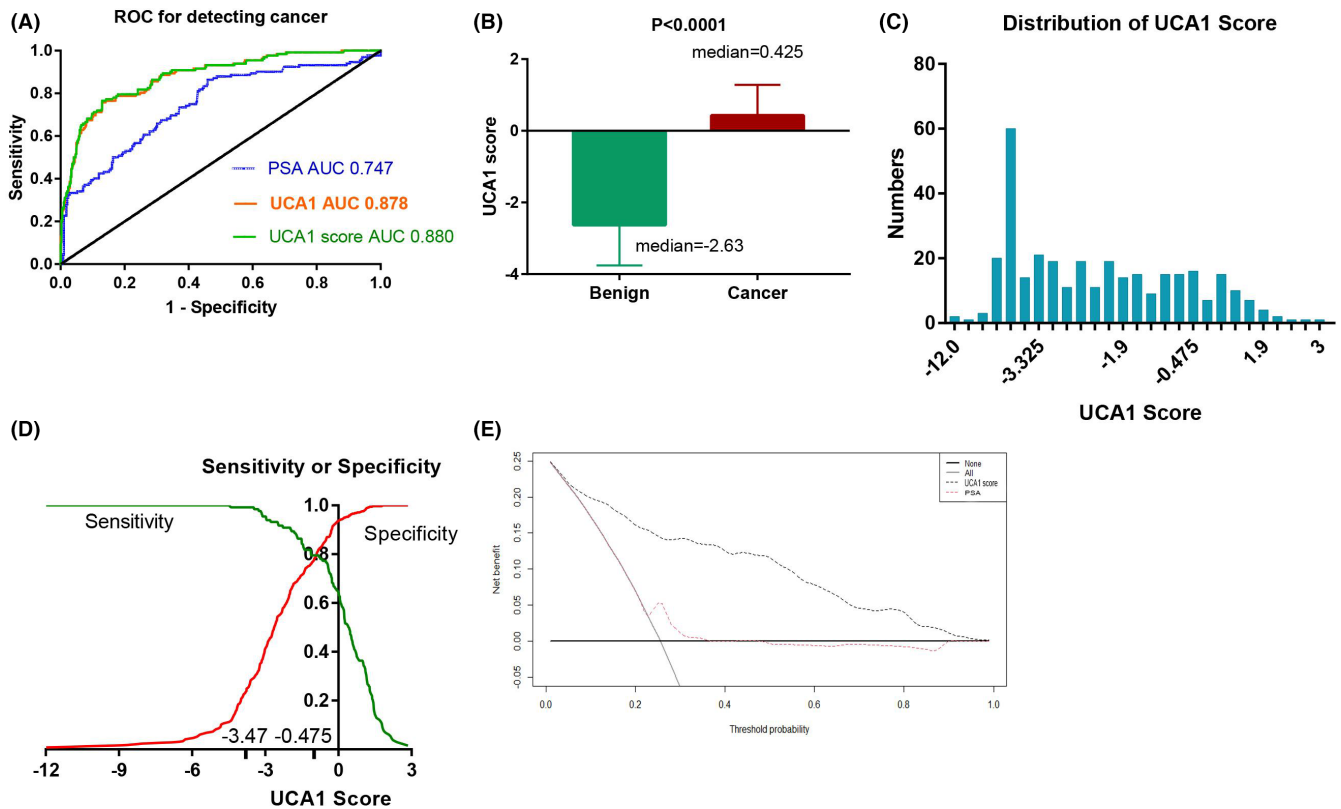 (A)
ROC for detecting cancer
1.0
0.8
0.6
0.4
0.2
0.0
Sensitivity
PSA AUC 0.747
UCA1 AUC 0.878
UCA1 score AUC 0.880
0.0 0.2 0.4 0.6 0.8 1.0
1 - Specificity
(B)
P<0.0001
median=0.425
2
0
-2
-4
UCA1 score
median=-2.63
Benign Cancer
(C)
Distribution of UCA1 Score
80
60
40
20
0
Numbers
-12.0 -3.325 -1.9 -0.475 1.9 3
UCA1 Score
(D)
Sensitivity or Specificity
Sensitivity
Specificity
1.0
0.8
0.6
0.4
0.2
-3.47 -0.475
-12 -9 -6 -3 0 3
UCA1 Score
(E)
None
All
UCA1 score
PSA
0.25
0.20
0.15
0.10
0.05
0.00
-0.05
Net benefit
0.0 0.2 0.4 0.6 0.8 1.0
Threshold probability